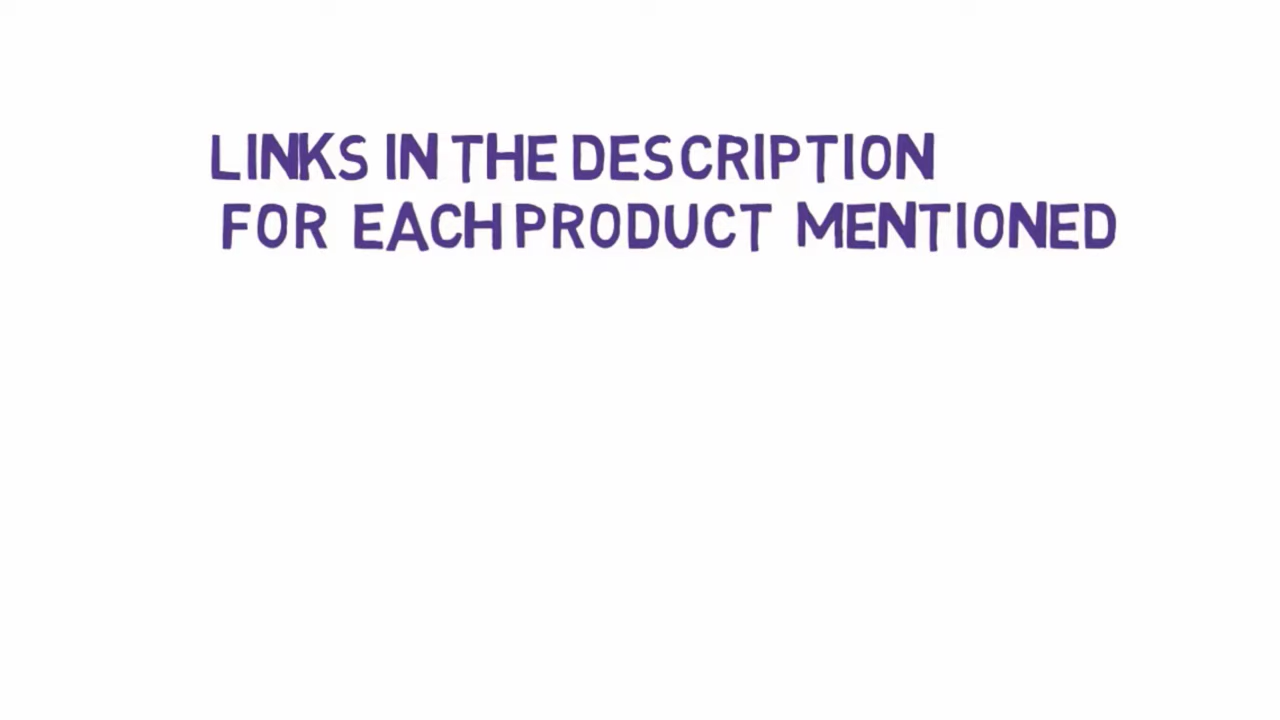 LINKS IN THE DESCRIPTION
FOR EACH PRODUCT MENTIONED